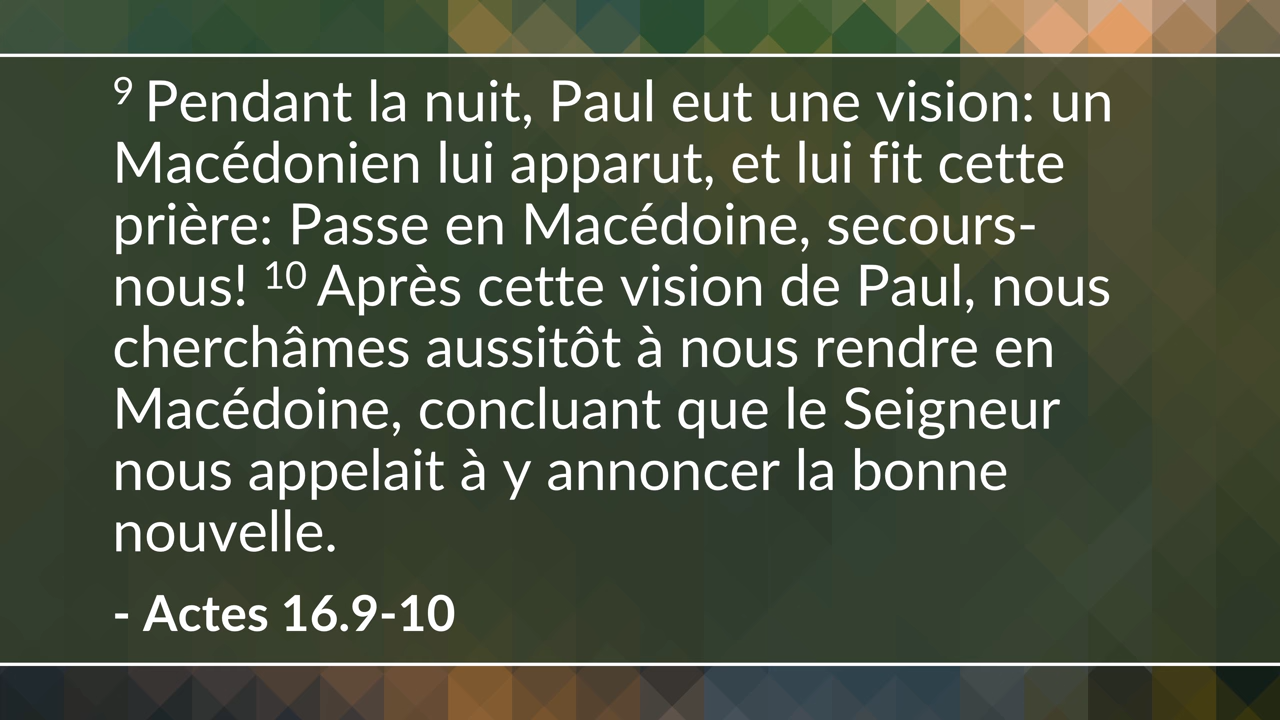 9 Pendant la nuit, Paul eut une vision: un
Macédonien lui apparut, et lui fit cette
prière: Passe en Macédoine, secours-
nous! 10 Après cette vision de Paul, nous
cherchâmes aussitôt à nous rendre en
Macédoine, concluant que le Seigneur
nous appelait à y annoncer la bonne
nouvelle.
- Actes 16.9-10